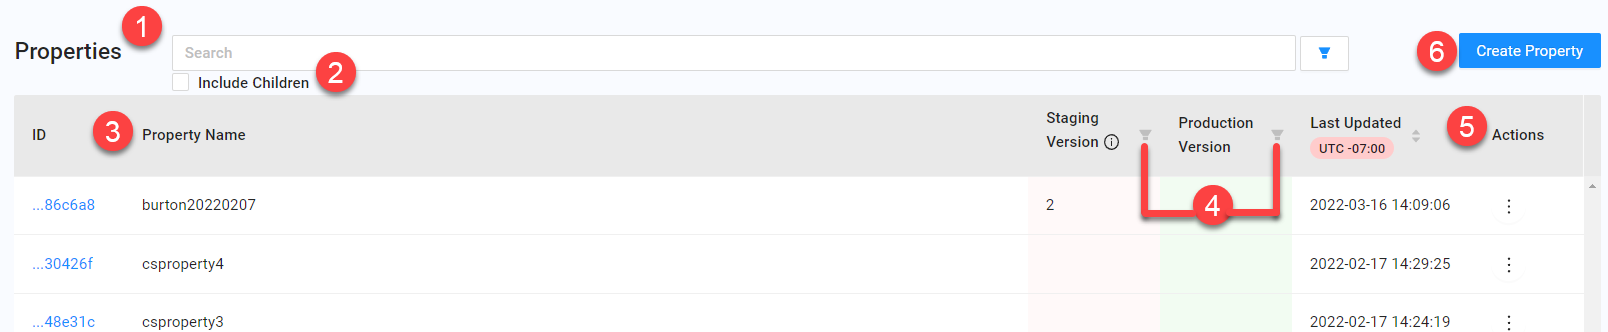 1
Properties
Search
6
Create Property
Include Children
2
ID
3
Property Name
Staging
Version
Production
Version
Last Updated
UTC -07:00
5
Actions
...86c6a8
burton20220207
2
4
2022-03-16 14:09:06
...30426f
csproperty4
2022-02-17 14:29:25
...48e31c
csproperty3
2022-02-17 14:24:19